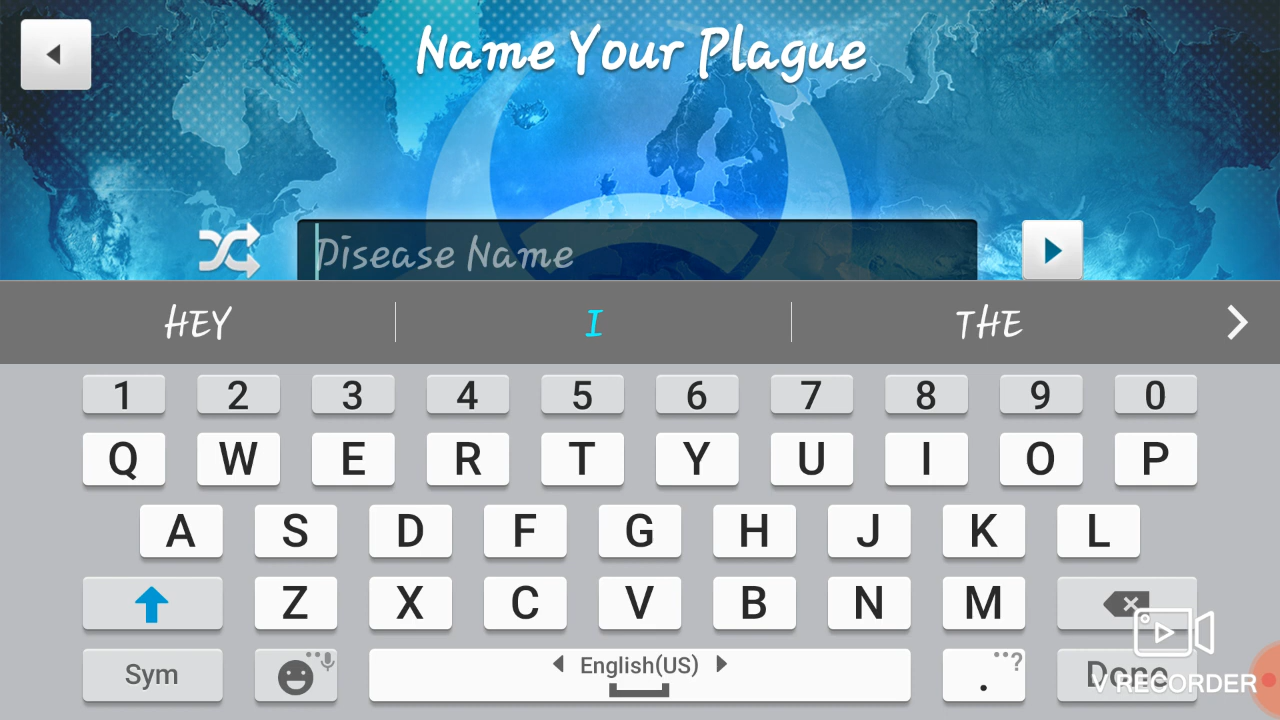 Name Your Plague
Disease Name
HEY I THE
1 2 3 4 5 6 7 8 9 0
Q W E R T Y U I O P
A S D F G H J K L
Z X C V B N M
Sym English(US) . ? Done
V RECORDER